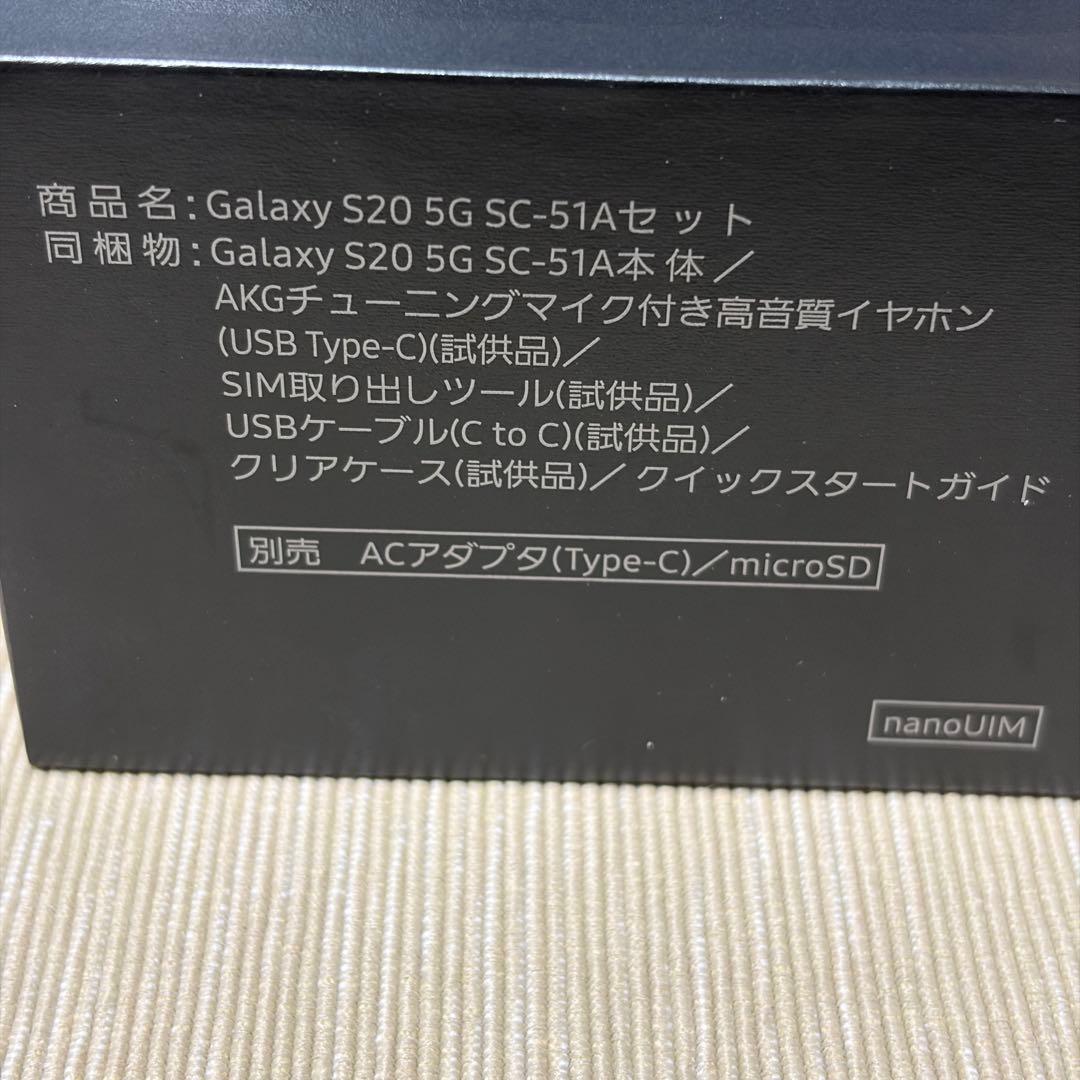 商品名:Galaxy S20 5G SC-51Aセット
同梱物:Galaxy S20 5G SC-51A本体／
AKGチューニングマイク付き高音質イヤホン
(USB Type-C)(試供品)／
SIM取り出しツール(試供品)／
USBケーブル(C to C)(試供品)／
クリアケース(試供品)／クイックスタートガイド
別売 ACアダプタ(Type-C)／microSD
nanoUIM